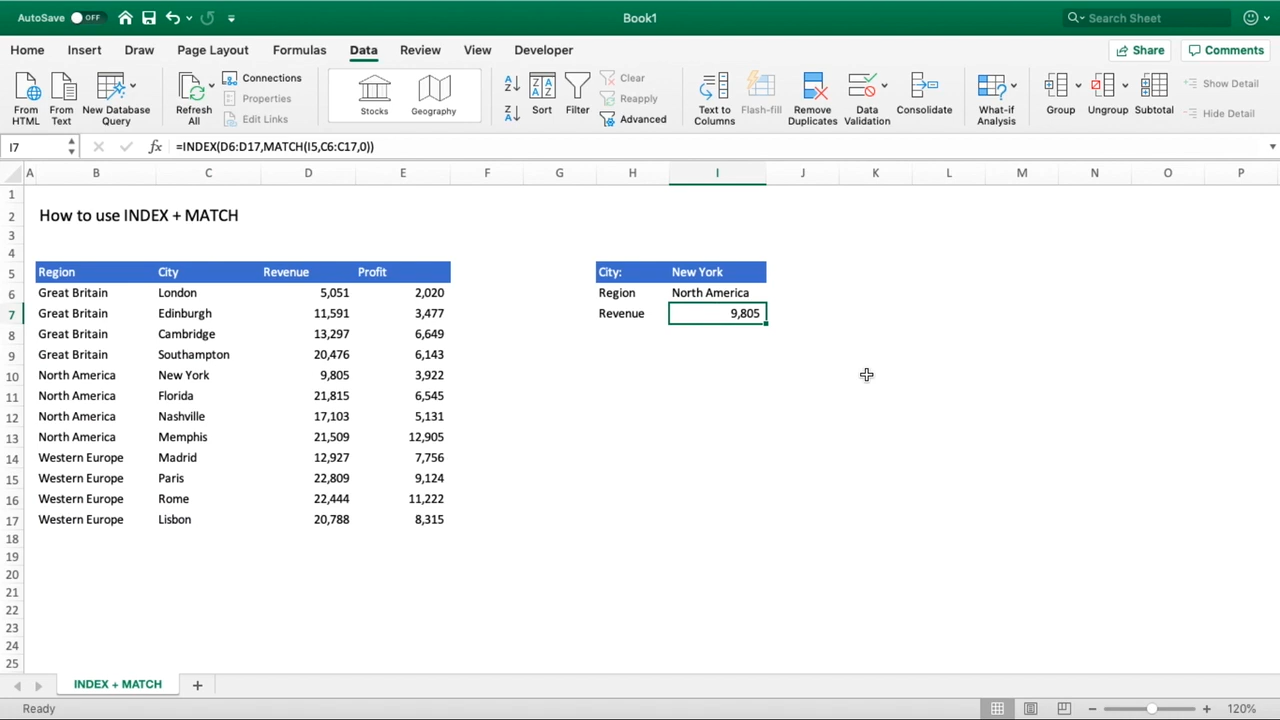 AutoSave OFF Book1 Search Sheet
Home Insert Draw Page Layout Formulas Data Review View Developer Share Comments
From HTML From Text New Database Query Refresh All Connections Properties Edit Links Stocks Geography Sort Filter Clear Reapply Advanced Text to Columns Flash-fill Remove Duplicates Data Validation Consolidate What-if Analysis Group Ungroup Subtotal Show Detail Hide Detail
I7 fx =INDEX(D6:D17,MATCH(I5,C6:C17,0))
A B C D E F G H I J K L M N O P
1
2 How to use INDEX + MATCH
3
4
5 Region City Revenue Profit City: New York
6 Great Britain London 5,051 2,020 Region North America
7 Great Britain Edinburgh 11,591 3,477 Revenue 9,805
8 Great Britain Cambridge 13,297 6,649
9 Great Britain Southampton 20,476 6,143
10 North America New York 9,805 3,922
11 North America Florida 21,815 6,545
12 North America Nashville 17,103 5,131
13 North America Memphis 21,509 12,905
14 Western Europe Madrid 12,927 7,756
15 Western Europe Paris 22,809 9,124
16 Western Europe Rome 22,444 11,222
17 Western Europe Lisbon 20,788 8,315
18
19
20
21
22
23
24
25
INDEX + MATCH
Ready 120%